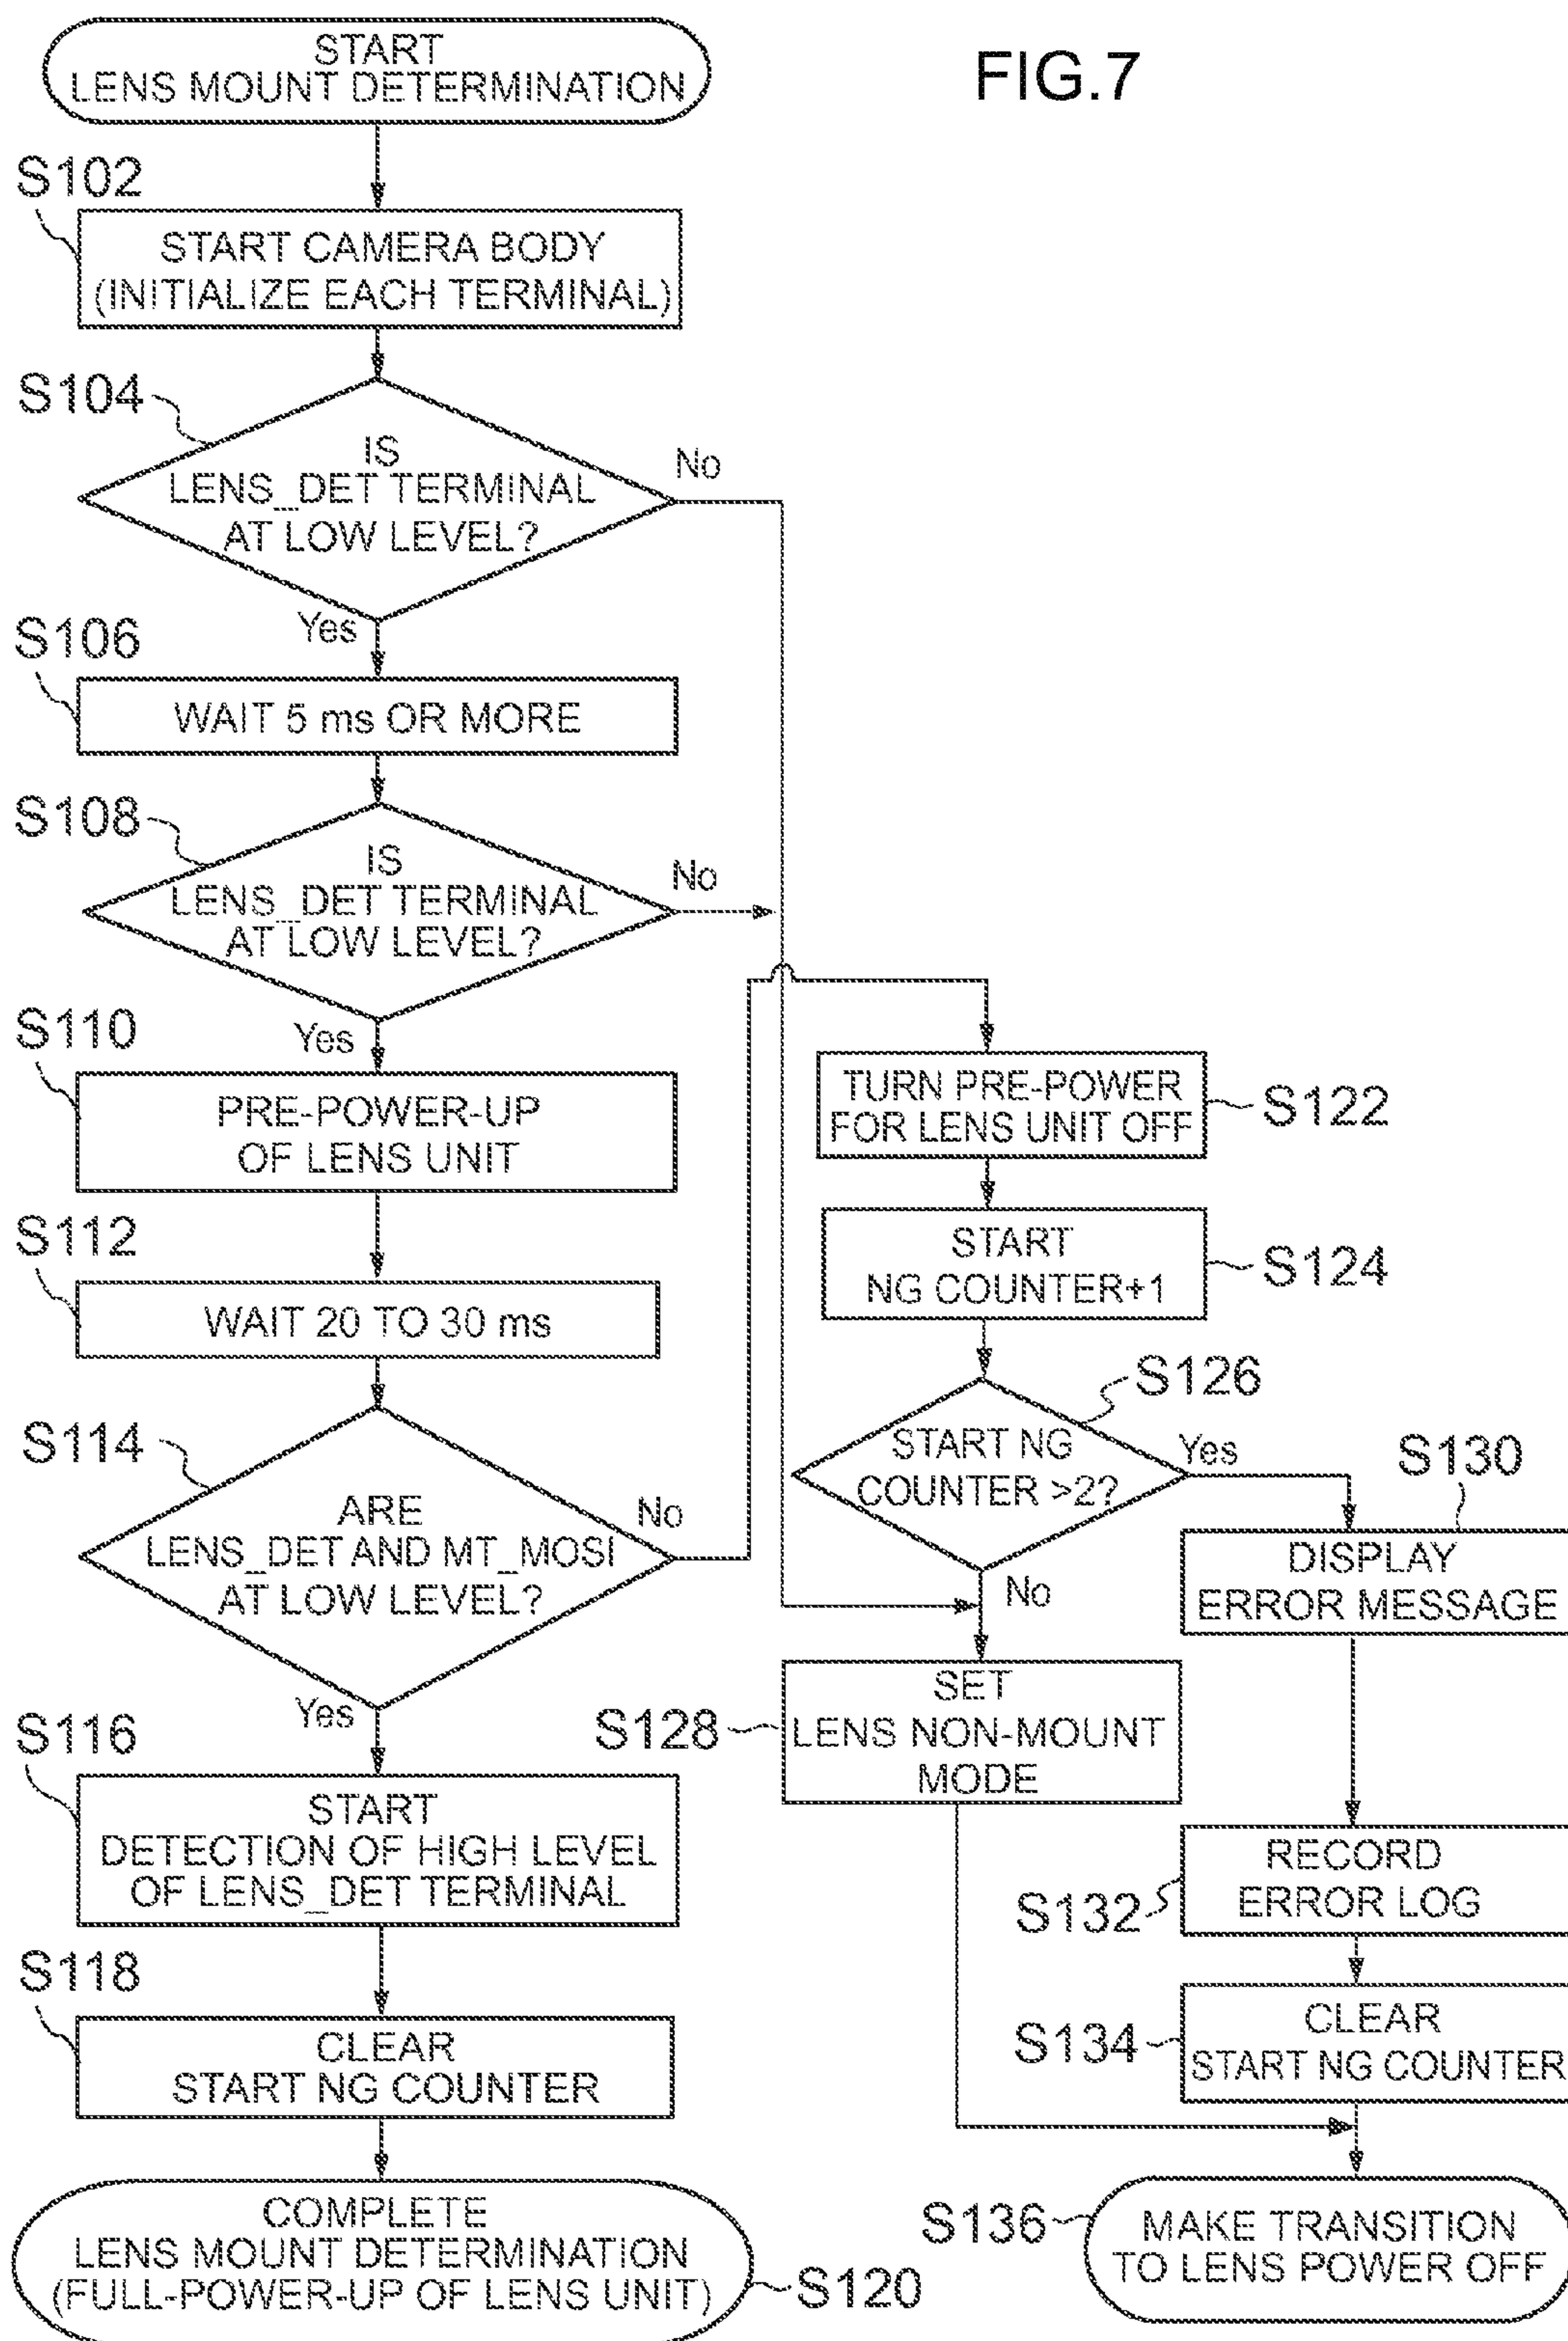 FIG.7
START
LENS MOUNT DETERMINATION
S102
START CAMERA BODY
(INITIALIZE EACH TERMINAL)
S104
IS
LENS_DET TERMINAL
AT LOW LEVEL?
No
Yes
S106
WAIT 5 ms OR MORE
S108
IS
LENS_DET TERMINAL
AT LOW LEVEL?
No
Yes
S110
PRE-POWER-UP
OF LENS UNIT
S112
WAIT 20 TO 30 ms
S114
ARE
LENS_DET AND MT_MOSI
AT LOW LEVEL?
No
Yes
S116
START
DETECTION OF HIGH LEVEL
OF LENS_DET TERMINAL
S118
CLEAR
START NG COUNTER
COMPLETE
LENS MOUNT DETERMINATION
(FULL-POWER-UP OF LENS UNIT)
S120
TURN PRE-POWER
FOR LENS UNIT OFF
S122
START
NG COUNTER+1
S124
S126
START NG
COUNTER >2?
Yes
No
S128
SET
LENS NON-MOUNT
MODE
S130
DISPLAY
ERROR MESSAGE
S132
RECORD
ERROR LOG
S134
CLEAR
START NG COUNTER
S136
MAKE TRANSITION
TO LENS POWER OFF